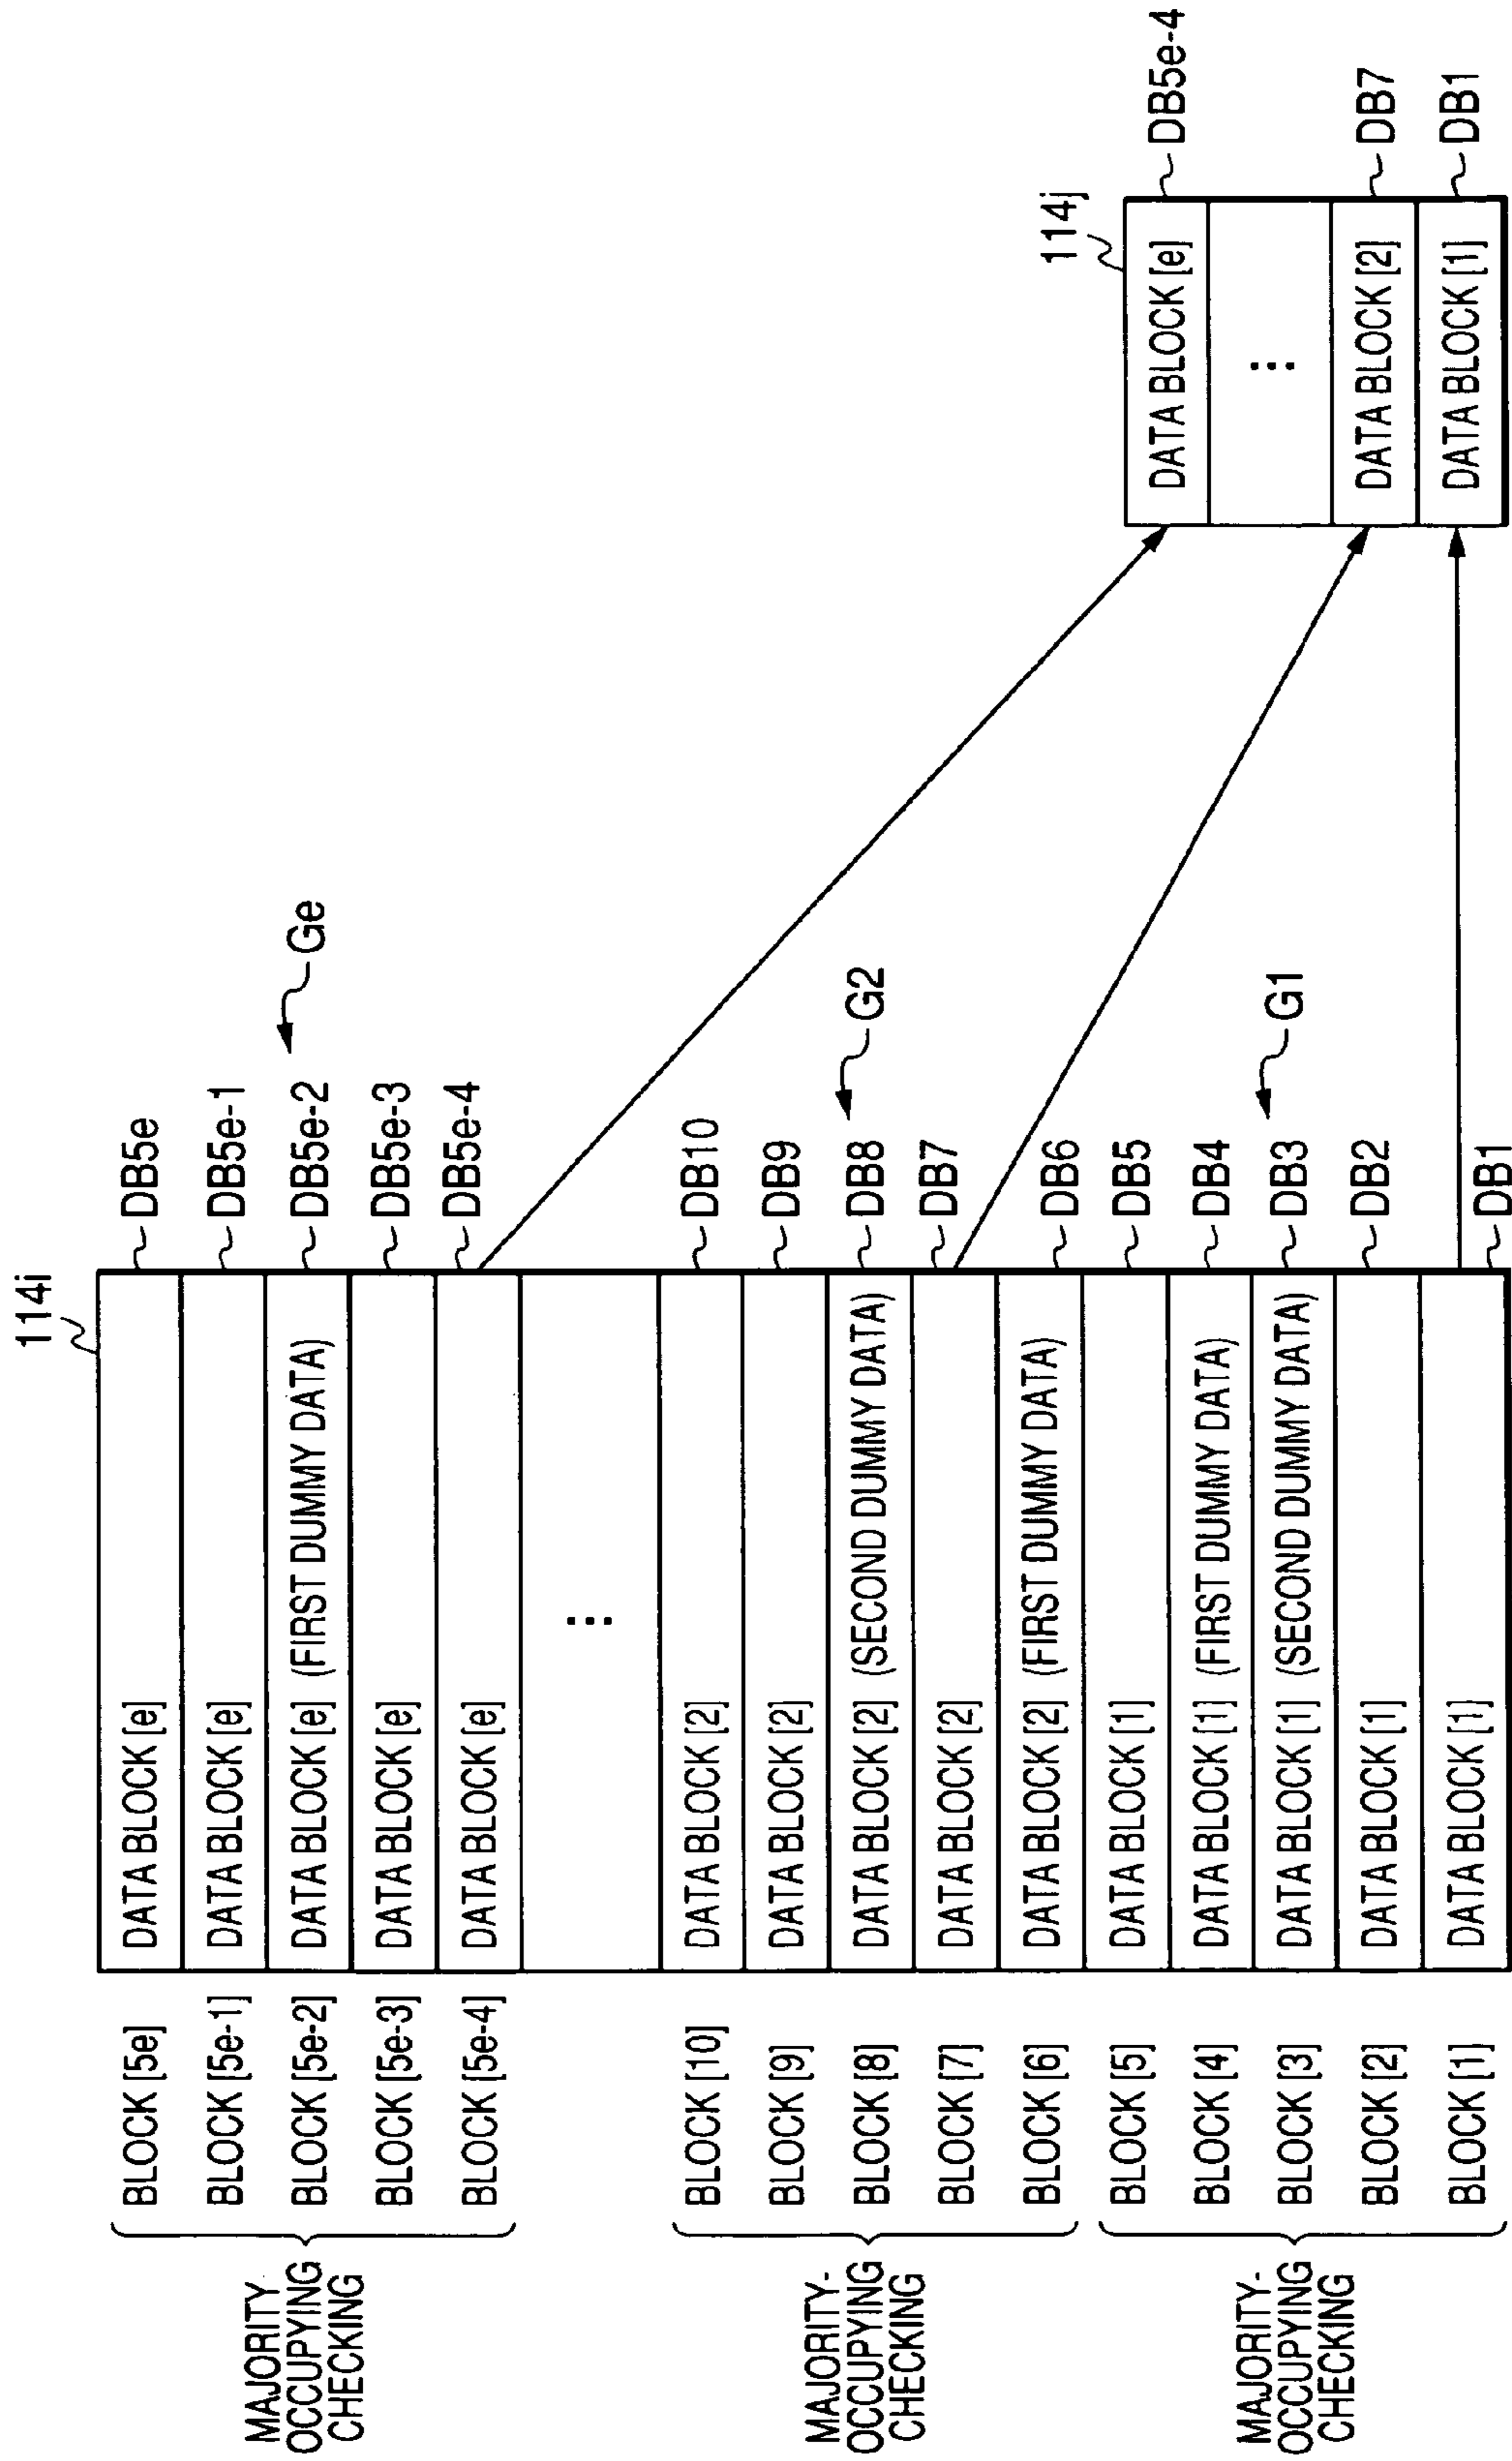 114i
BLOCK [5e] DATA BLOCK [e] DB5e
BLOCK [5e-1] DATA BLOCK [e] DB5e-1
BLOCK [5e-2] DATA BLOCK [e] (FIRST DUMMY DATA) DB5e-2
BLOCK [5e-3] DATA BLOCK [e] DB5e-3
BLOCK [5e-4] DATA BLOCK [e] DB5e-4
MAJORITY-
OCCUPYING
CHECKING
Ge
⋮
BLOCK [10] DATA BLOCK [2] DB10
BLOCK [9] DATA BLOCK [2] DB9
BLOCK [8] DATA BLOCK [2] (SECOND DUMMY DATA) DB8
BLOCK [7] DATA BLOCK [2] DB7
BLOCK [6] DATA BLOCK [2] (FIRST DUMMY DATA) DB6
MAJORITY-
OCCUPYING
CHECKING
G2
BLOCK [5] DATA BLOCK [1] DB5
BLOCK [4] DATA BLOCK [1] (FIRST DUMMY DATA) DB4
BLOCK [3] DATA BLOCK [1] (SECOND DUMMY DATA) DB3
BLOCK [2] DATA BLOCK [1] DB2
BLOCK [1] DATA BLOCK [1] DB1
MAJORITY-
OCCUPYING
CHECKING
G1
114j
DATA BLOCK [e] DB5e-4
⋮
DATA BLOCK [2] DB7
DATA BLOCK [1] DB1